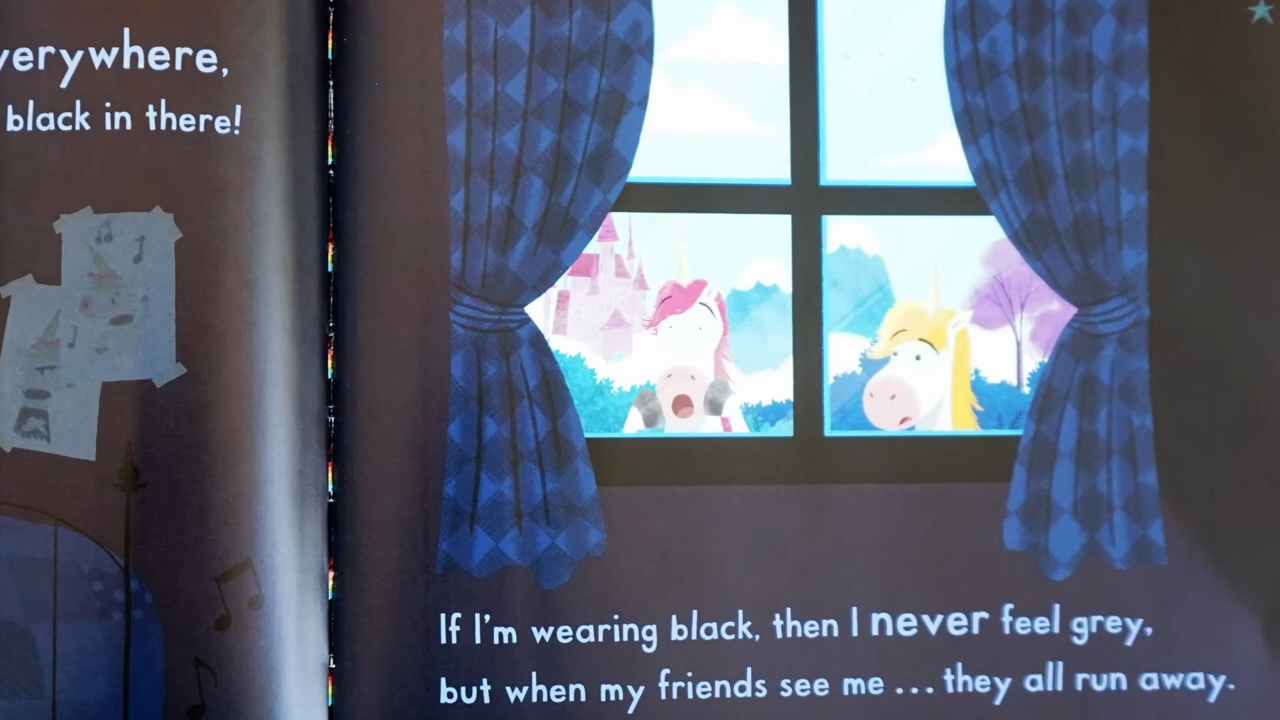 black in there!
If I'm wearing black, then I never feel grey,
but when my friends see me ... they all run away.